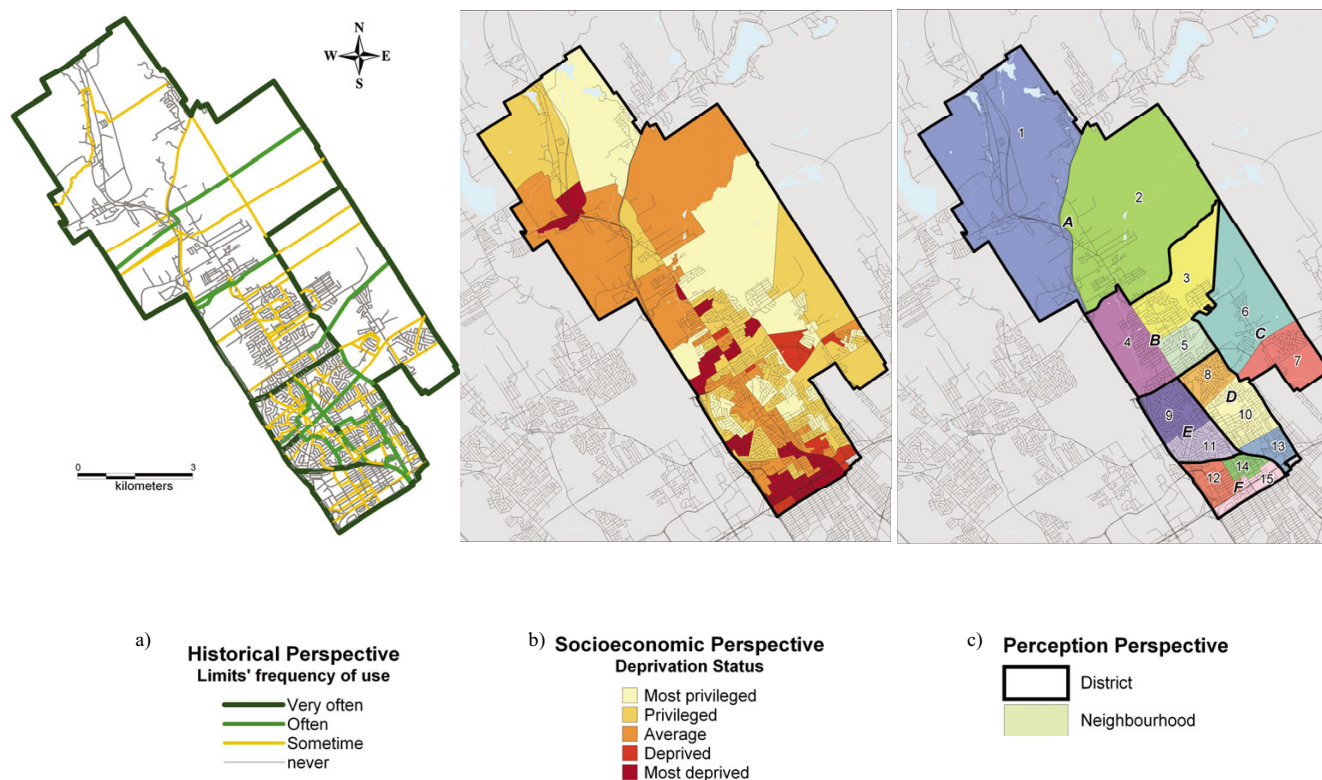 N
W E
S
0 3
kilometers
1
2
A
3
4
B
5
6
C
7
8
D
9
10
E
11
13
12
14
F
15
a)
Historical Perspective
Limits' frequency of use
Very often
Often
Sometime
never
b)
Socioeconomic Perspective
Deprivation Status
Most privileged
Privileged
Average
Deprived
Most deprived
c)
Perception Perspective
District
Neighbourhood